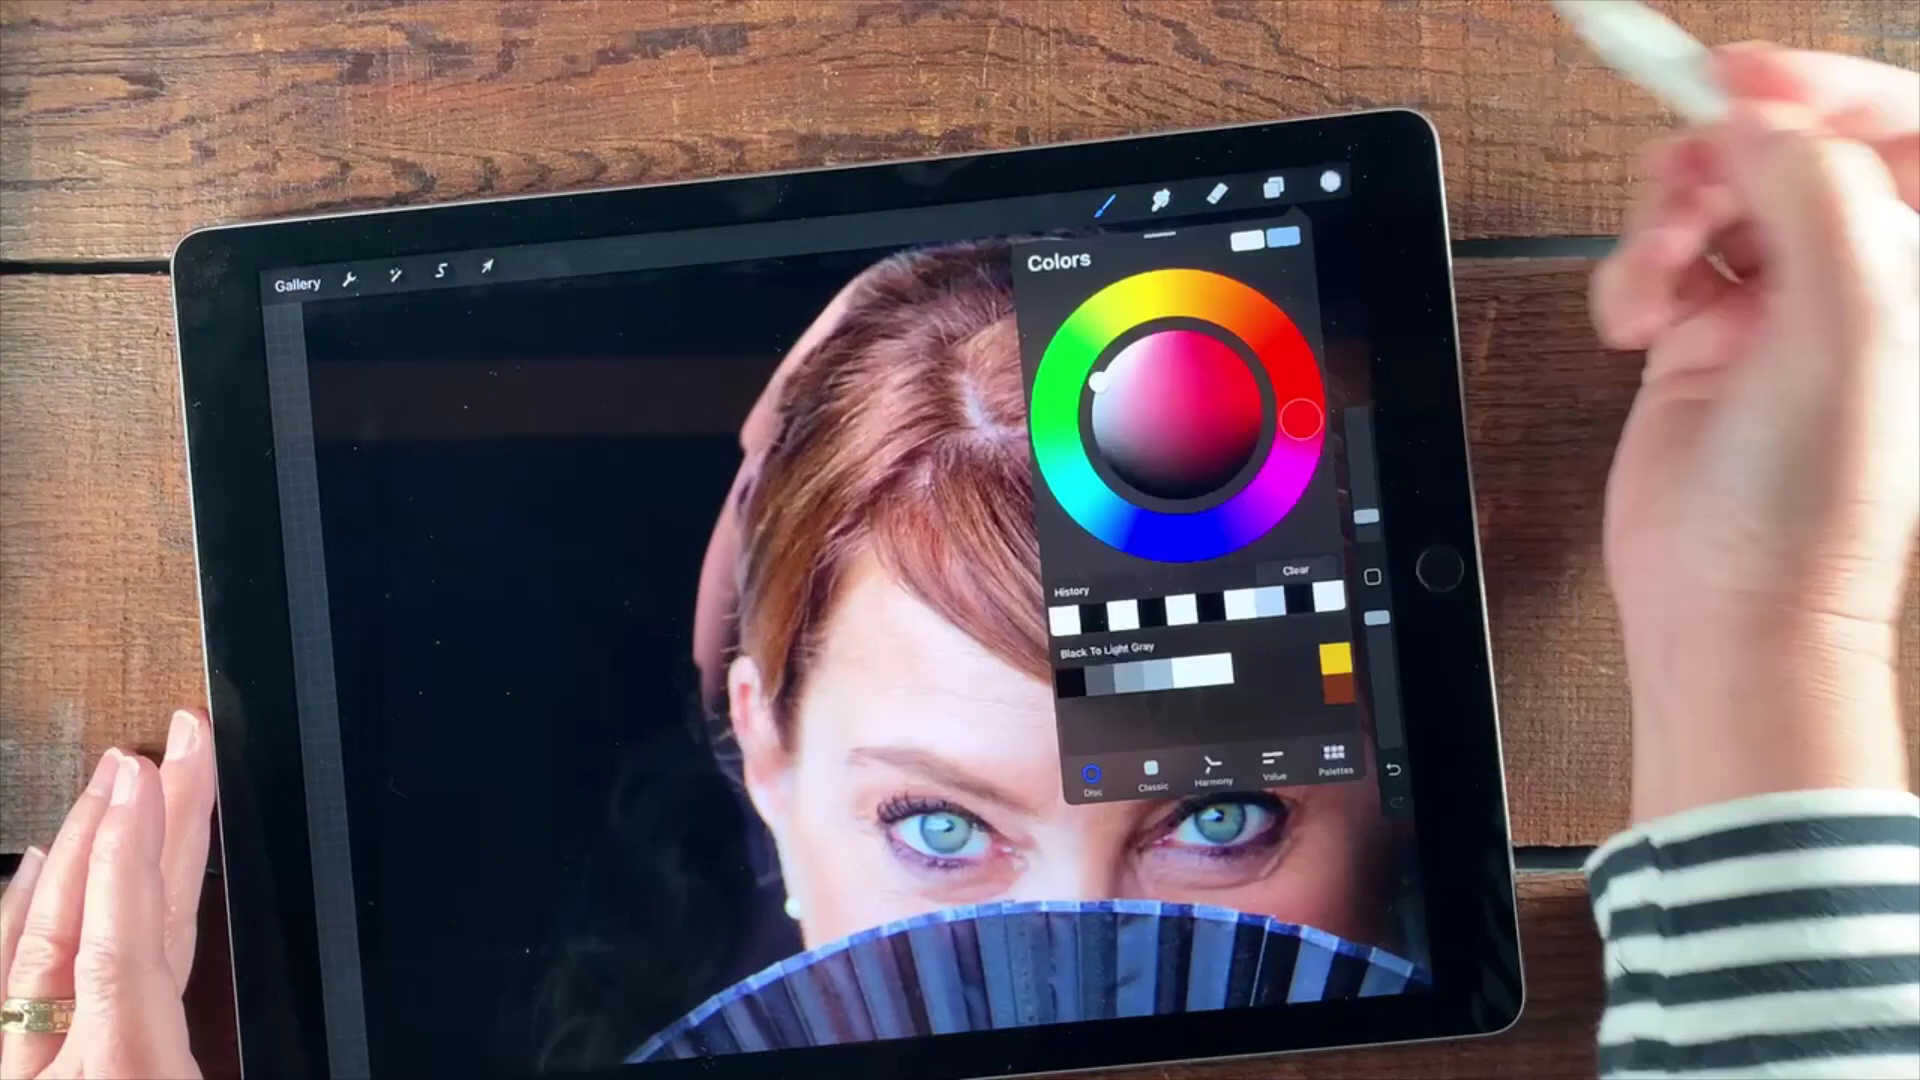 Gallery
Colors
Clear
History
Black To Light Gray
Disc
Classic
Harmony
Value
Palettes